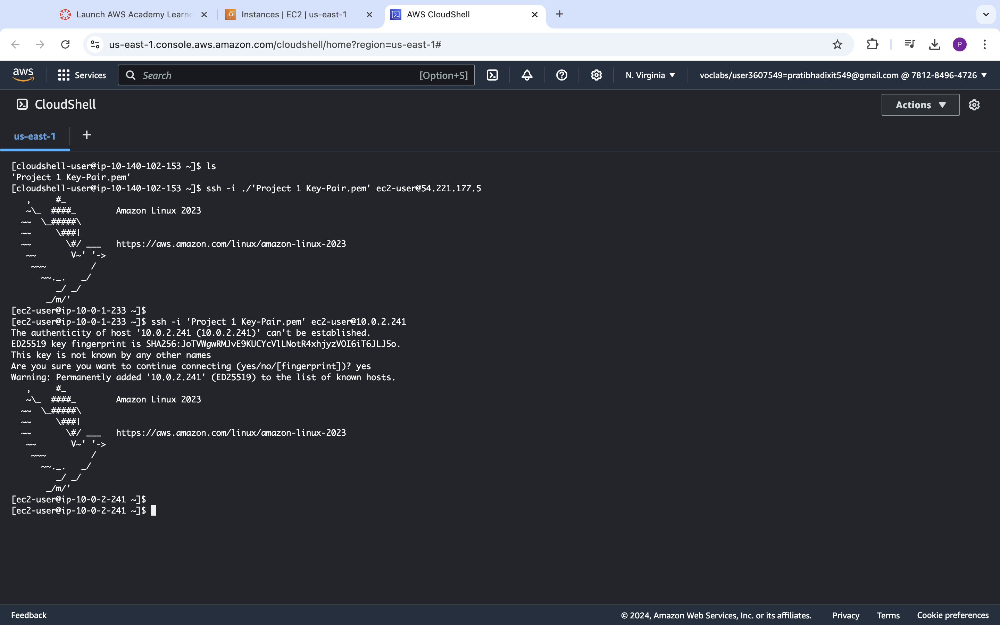 Launch AWS Academy Learne
Instances | EC2 | us-east-1
AWS CloudShell
us-east-1.console.aws.amazon.com/cloudshell/home?region=us-east-1#
P
aws
Services
Search
[Option+S]
N. Virginia
voclabs/user3607549=pratibhadixit549@gmail.com @ 7812-8496-4726
CloudShell
Actions
us-east-1
[cloudshell-user@ip-10-140-102-153 ~]$ ls
'Project 1 Key-Pair.pem'
[cloudshell-user@ip-10-140-102-153 ~]$ ssh -i ./'Project 1 Key-Pair.pem' ec2-user@54.221.177.5
   ,     #_
   ~\_  ####_        Amazon Linux 2023
  ~~  \_#####\
  ~~     \###|
  ~~       \#/ ___   https://aws.amazon.com/linux/amazon-linux-2023
   ~~       V~' '->
    ~~~         /
      ~~._.   _/
         _/ _/
       _/m/'
[ec2-user@ip-10-0-1-233 ~]$
[ec2-user@ip-10-0-1-233 ~]$ ssh -i 'Project 1 Key-Pair.pem' ec2-user@10.0.2.241
The authenticity of host '10.0.2.241 (10.0.2.241)' can't be established.
ED25519 key fingerprint is SHA256:JoTVWgwRMJvE9KUCYcVlLNotR4xhjyzVOI6iT6JLJ5o.
This key is not known by any other names
Are you sure you want to continue connecting (yes/no/[fingerprint])? yes
Warning: Permanently added '10.0.2.241' (ED25519) to the list of known hosts.
   ,     #_
   ~\_  ####_        Amazon Linux 2023
  ~~  \_#####\
  ~~     \###|
  ~~       \#/ ___   https://aws.amazon.com/linux/amazon-linux-2023
   ~~       V~' '->
    ~~~         /
      ~~._.   _/
         _/ _/
       _/m/'
[ec2-user@ip-10-0-2-241 ~]$
[ec2-user@ip-10-0-2-241 ~]$
Feedback
© 2024, Amazon Web Services, Inc. or its affiliates.
Privacy
Terms
Cookie preferences